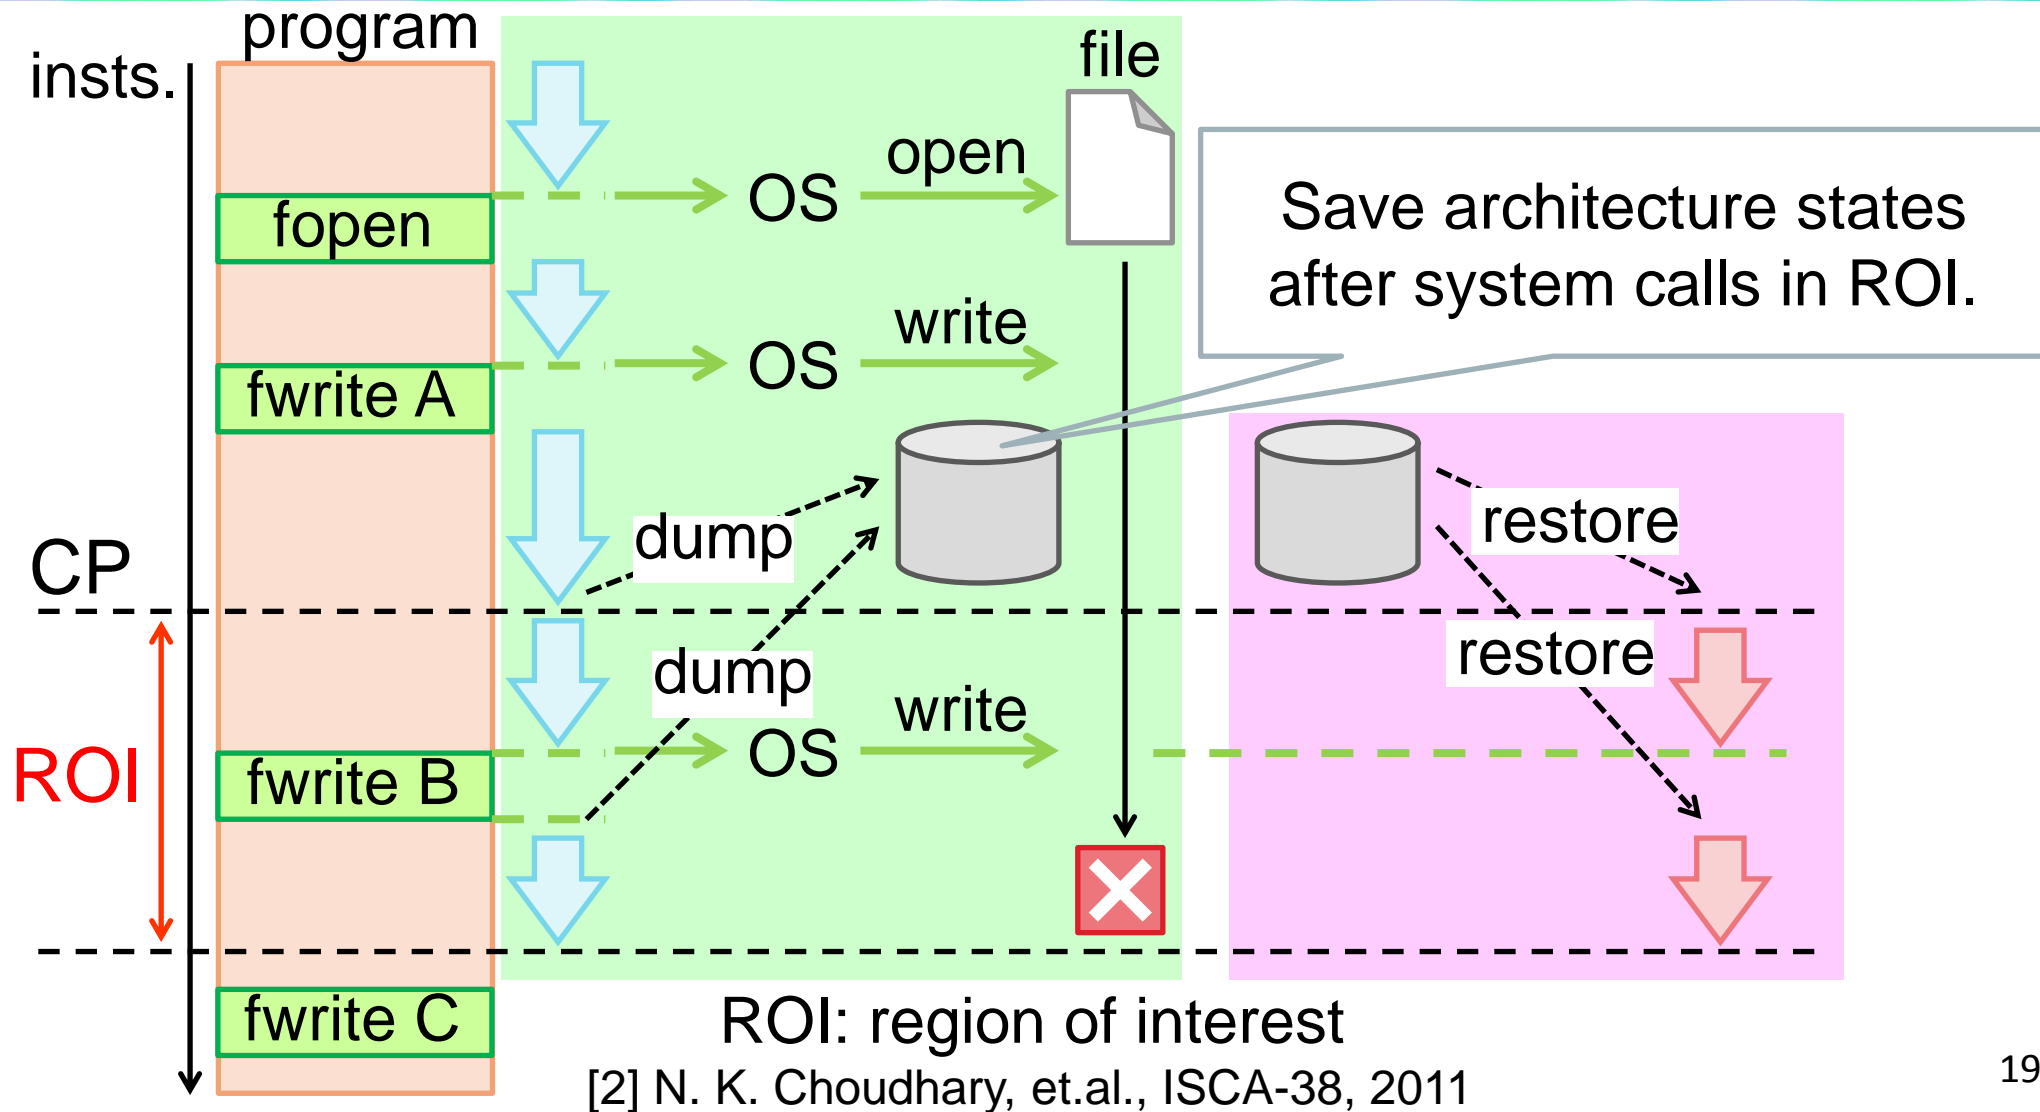 program
insts.
file
open
OS
fopen
Save architecture states
after system calls in ROI.
write
OS
fwrite A
dump
restore
CP
dump
restore
write
ROI
OS
fwrite B
fwrite C
ROI: region of interest
[2] N. K. Choudhary, et.al., ISCA-38, 2011
19